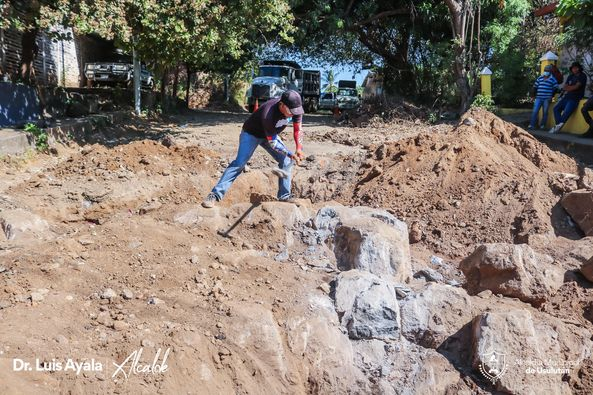 Dr. Luis Ayala Alcalde
Alcaldía Municipal
de Usulután